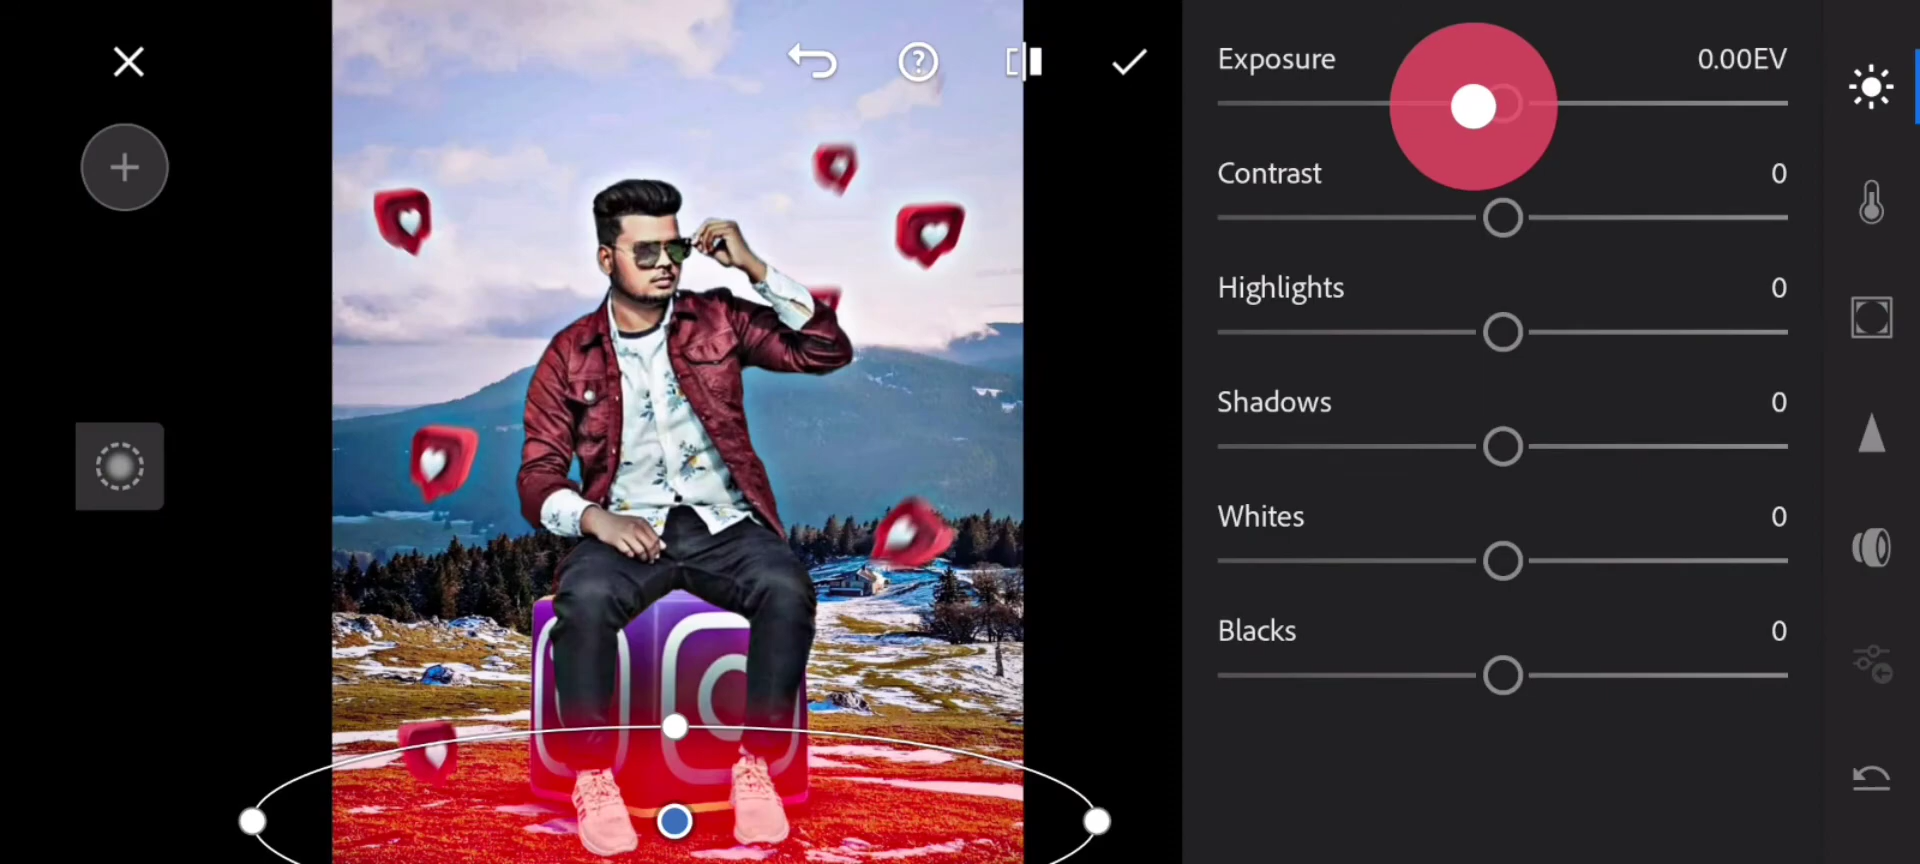 Exposure 0.00EV
Contrast 0
Highlights 0
Shadows 0
Whites 0
Blacks 0